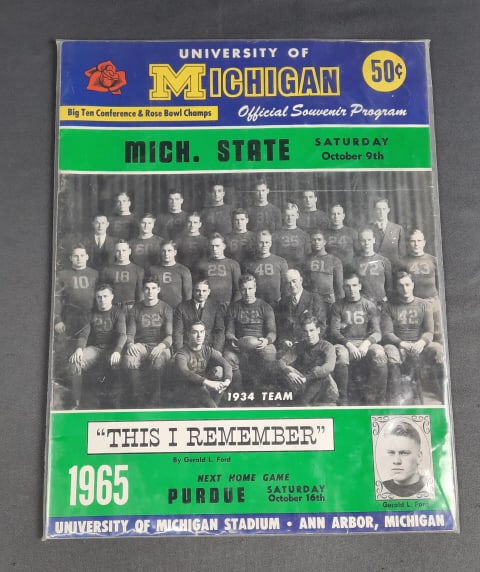 UNIVERSITY OF
MICHIGAN
50¢
Big Ten Conference & Rose Bowl Champs
Official Souvenir Program
MICH. STATE
SATURDAY
October 9th
10 18 6 29 48 61 72 43
62 16 42
1934 TEAM
"THIS I REMEMBER"
By Gerald L. Ford
1965
NEXT HOME GAME
PURDUE
SATURDAY
October 16th
Gerald L. Ford
UNIVERSITY OF MICHIGAN STADIUM • ANN ARBOR, MICHIGAN